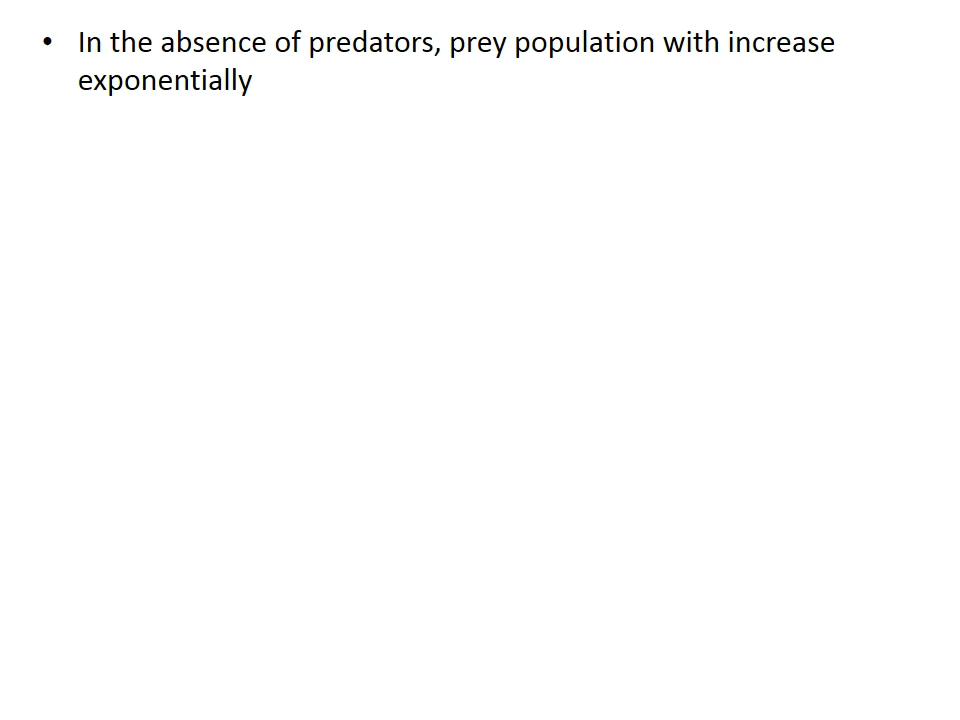 • In the absence of predators, prey population with increase
exponentially